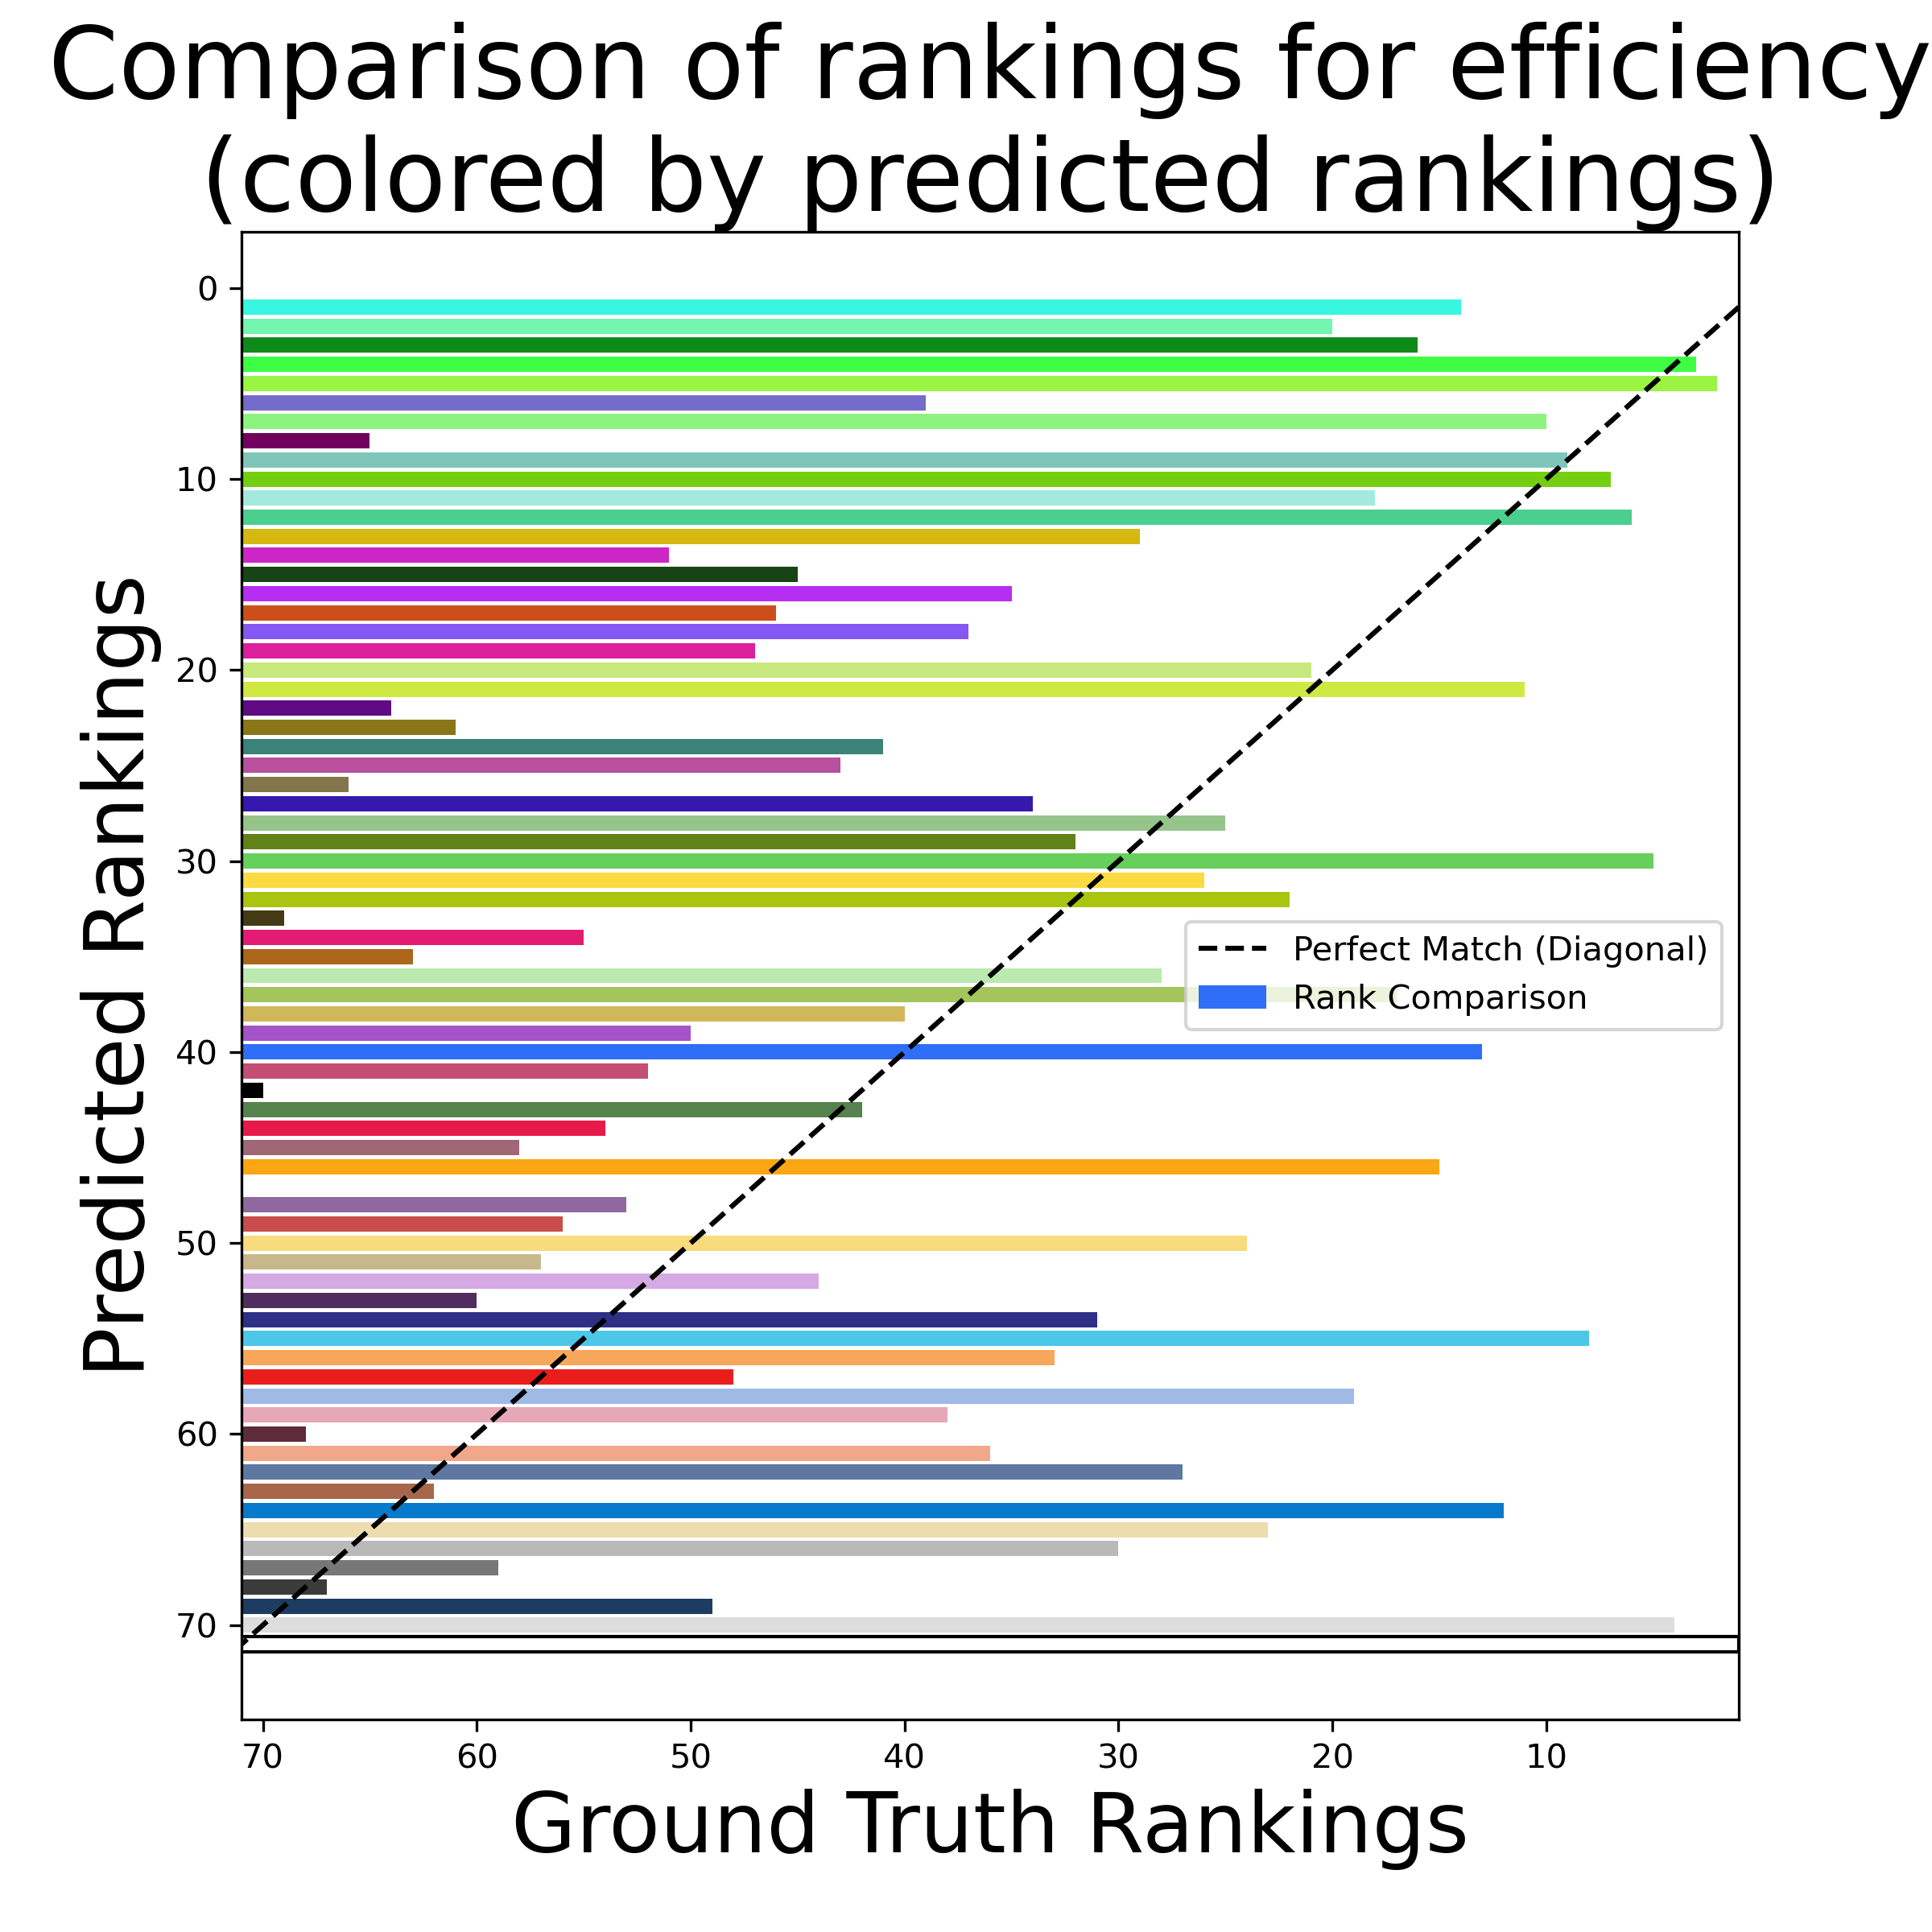 Comparison of rankings for efficiency
(colored by predicted rankings)
Predicted Rankings
0
10
20
30
40
50
60
70
Perfect Match (Diagonal)
Rank Comparison
70 60 50 40 30 20 10
Ground Truth Rankings